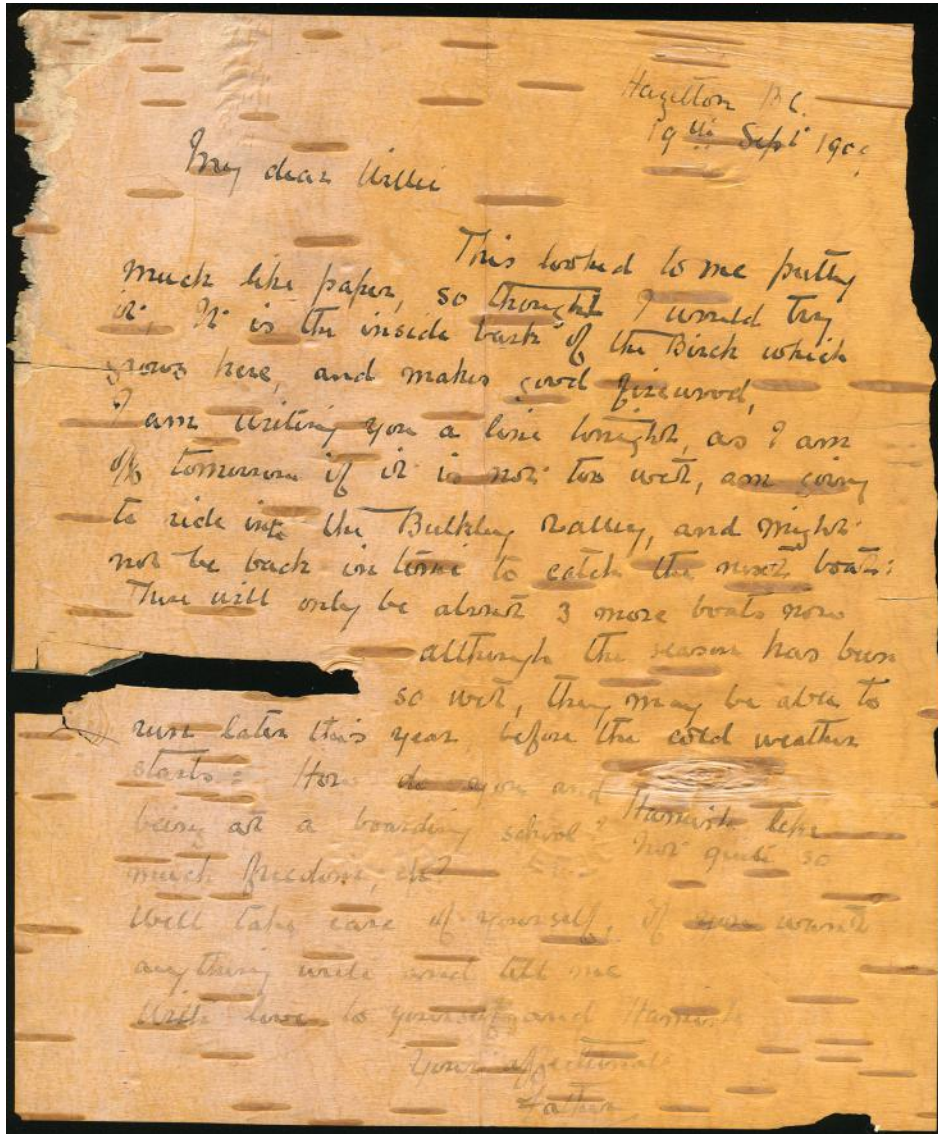 Hazelton B.C.
19th Sept 190
My dear Willie
This looked to me pretty
much like paper, so thought I would try
it, It is the inside bark of the Birch which
grows here, and makes good firewood,
I am writing you a line tonight, as I am
off tomorrow if it is not too wet, am going
to ride into the Bulkley Valley, and might
not be back in time to catch the next boat:
There will only be about 3 more boats now
although the season has been
so wet, they may be able to
run later this year before the cold weather
starts: How do you and Hamish like
being at a boarding school? not quite so
much freedom, eh?
Well take care of yourself, if you want
anything write and tell me
With love to yourself and Hamish
Your affectionate
Father